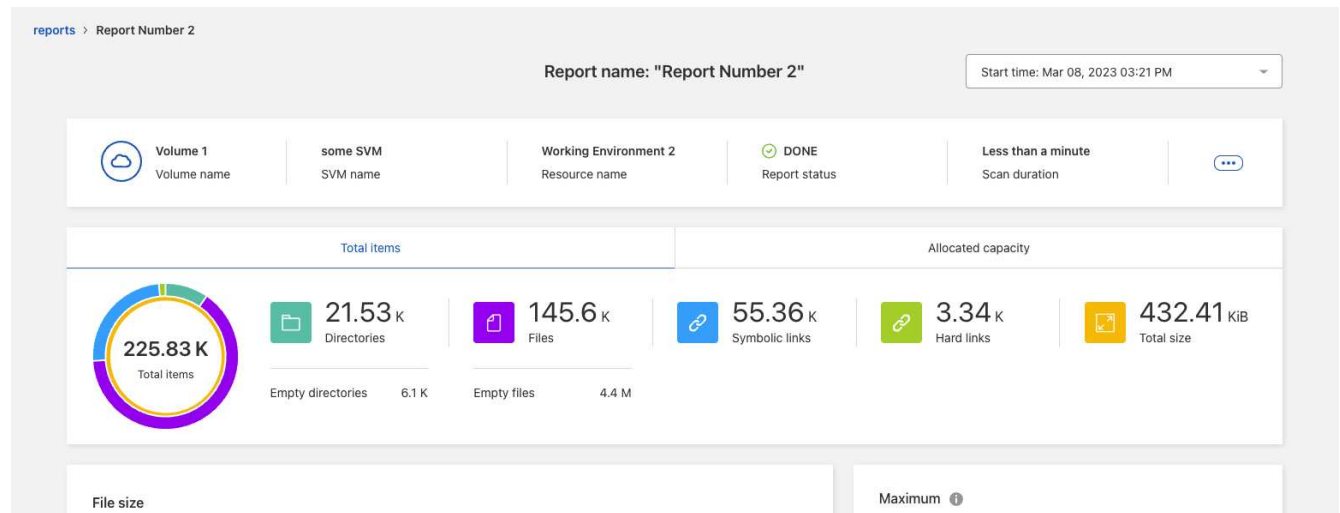 reports > Report Number 2
Report name: "Report Number 2"
Start time: Mar 08, 2023 03:21 PM
Volume 1
Volume name
some SVM
SVM name
Working Environment 2
Resource name
DONE
Report status
Less than a minute
Scan duration
Total items
Allocated capacity
225.83 K
Total items
21.53 K
Directories
Empty directories 6.1 K
145.6 K
Files
Empty files 4.4 M
55.36 K
Symbolic links
3.34 K
Hard links
432.41 KiB
Total size
File size
Maximum